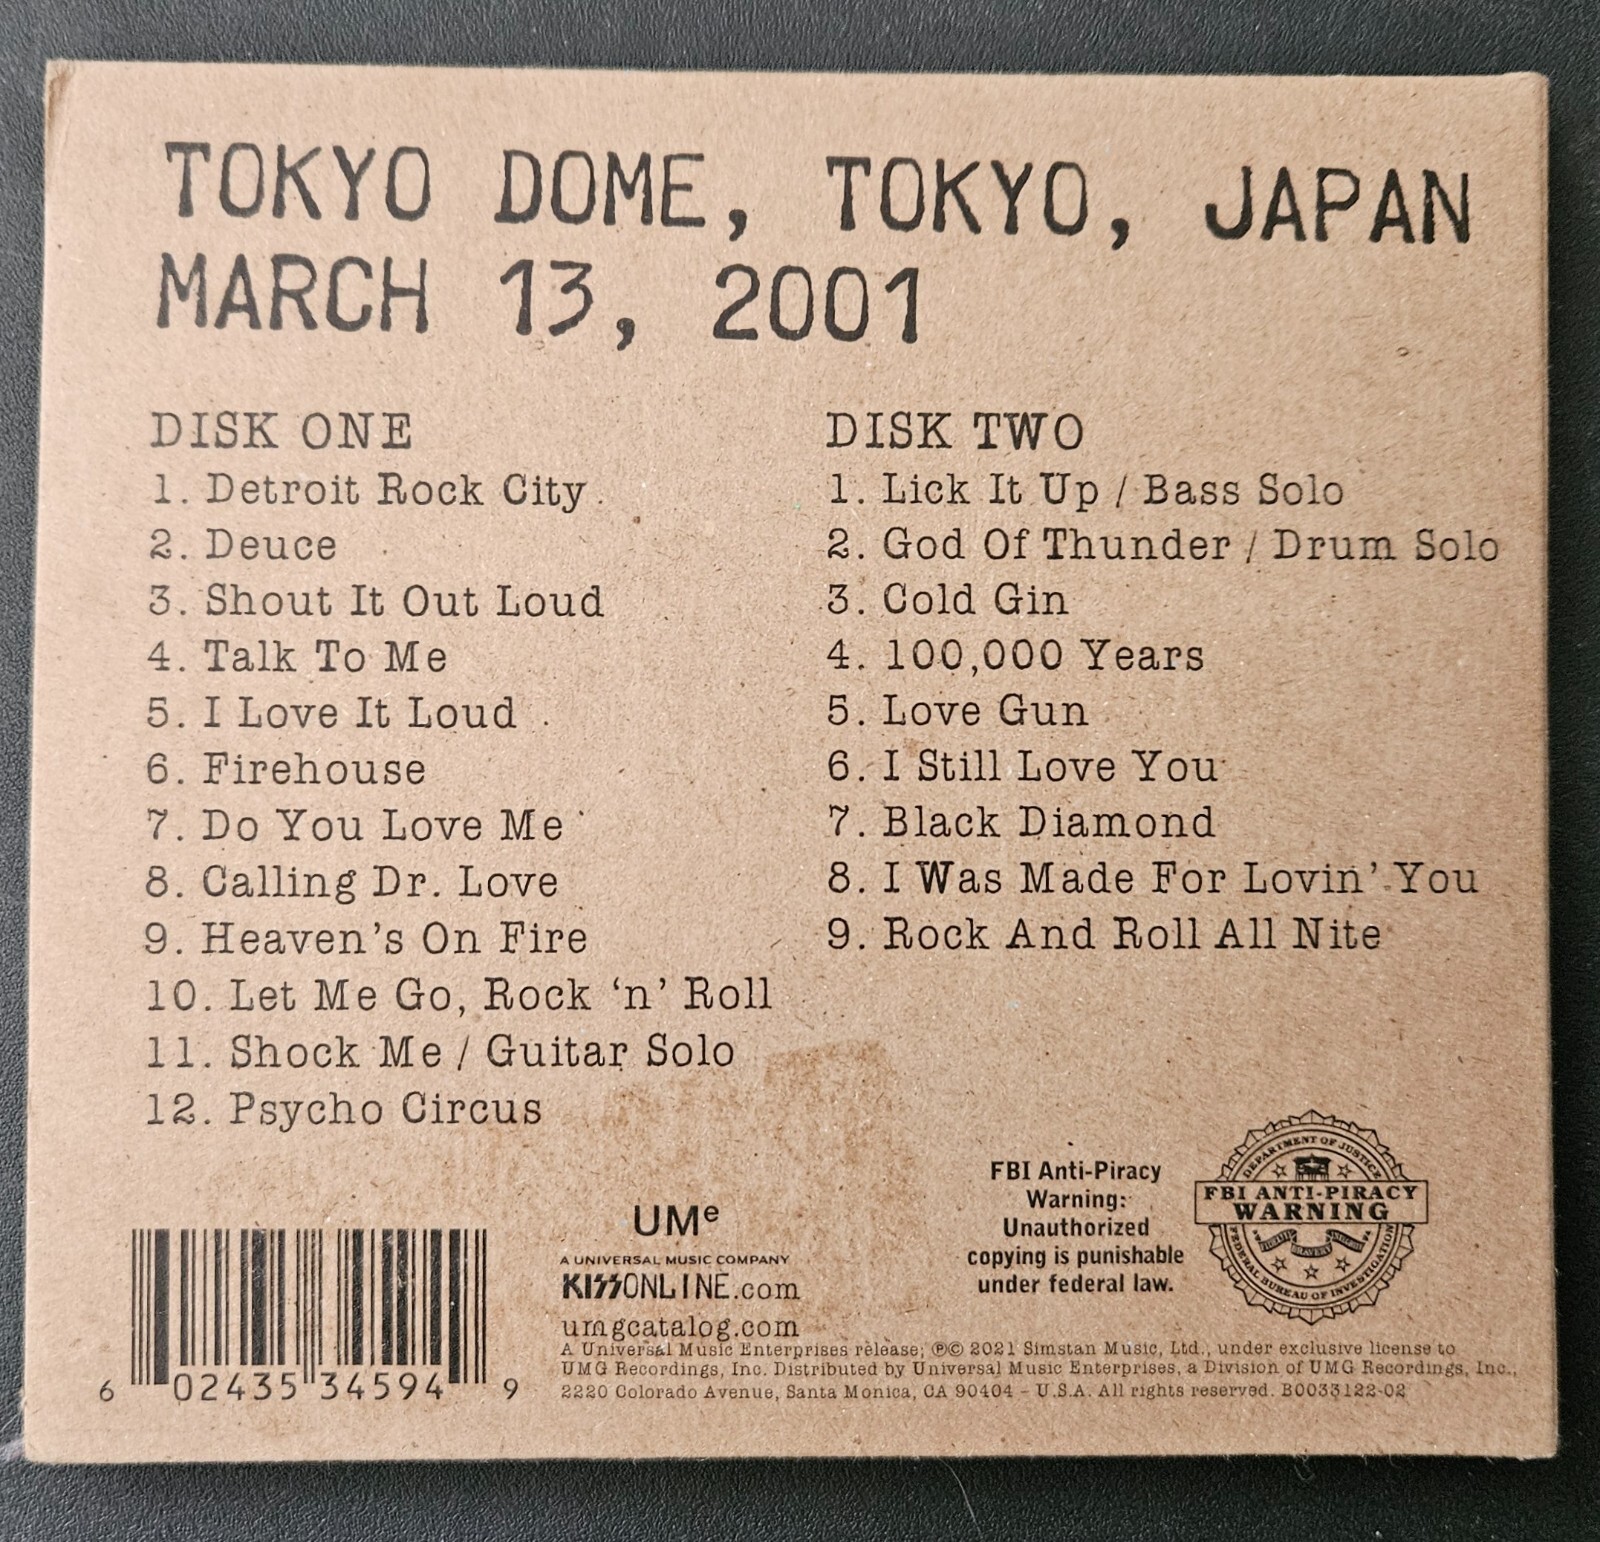 TOKYO DOME, TOKYO, JAPAN
MARCH 13, 2001
DISK ONE
1. Detroit Rock City
2. Deuce
3. Shout It Out Loud
4. Talk To Me
5. I Love It Loud
6. Firehouse
7. Do You Love Me
8. Calling Dr. Love
9. Heaven's On Fire
10. Let Me Go, Rock ‘n’ Roll
11. Shock Me / Guitar Solo
12. Psycho Circus
DISK TWO
1. Lick It Up / Bass Solo
2. God Of Thunder / Drum Solo
3. Cold Gin
4. 100,000 Years
5. Love Gun
6. I Still Love You
7. Black Diamond
8. I Was Made For Lovin’ You
9. Rock And Roll All Nite
FBI Anti-Piracy
Warning:
Unauthorized
copying is punishable
under federal law.
DEPARTMENT OF JUSTICE
FBI ANTI-PIRACY
WARNING
FEDERAL BUREAU OF INVESTIGATION
6 02435 34594 9
UMe
A UNIVERSAL MUSIC COMPANY
KISSONLINE.com
umgcatalog.com
A Universal Music Enterprises release; ℗© 2021 Simstan Music, Ltd., under exclusive license to
UMG Recordings, Inc. Distributed by Universal Music Enterprises, a Division of UMG Recordings, Inc.,
2220 Colorado Avenue, Santa Monica, CA 90404 - U.S.A. All rights reserved. B0033122-02